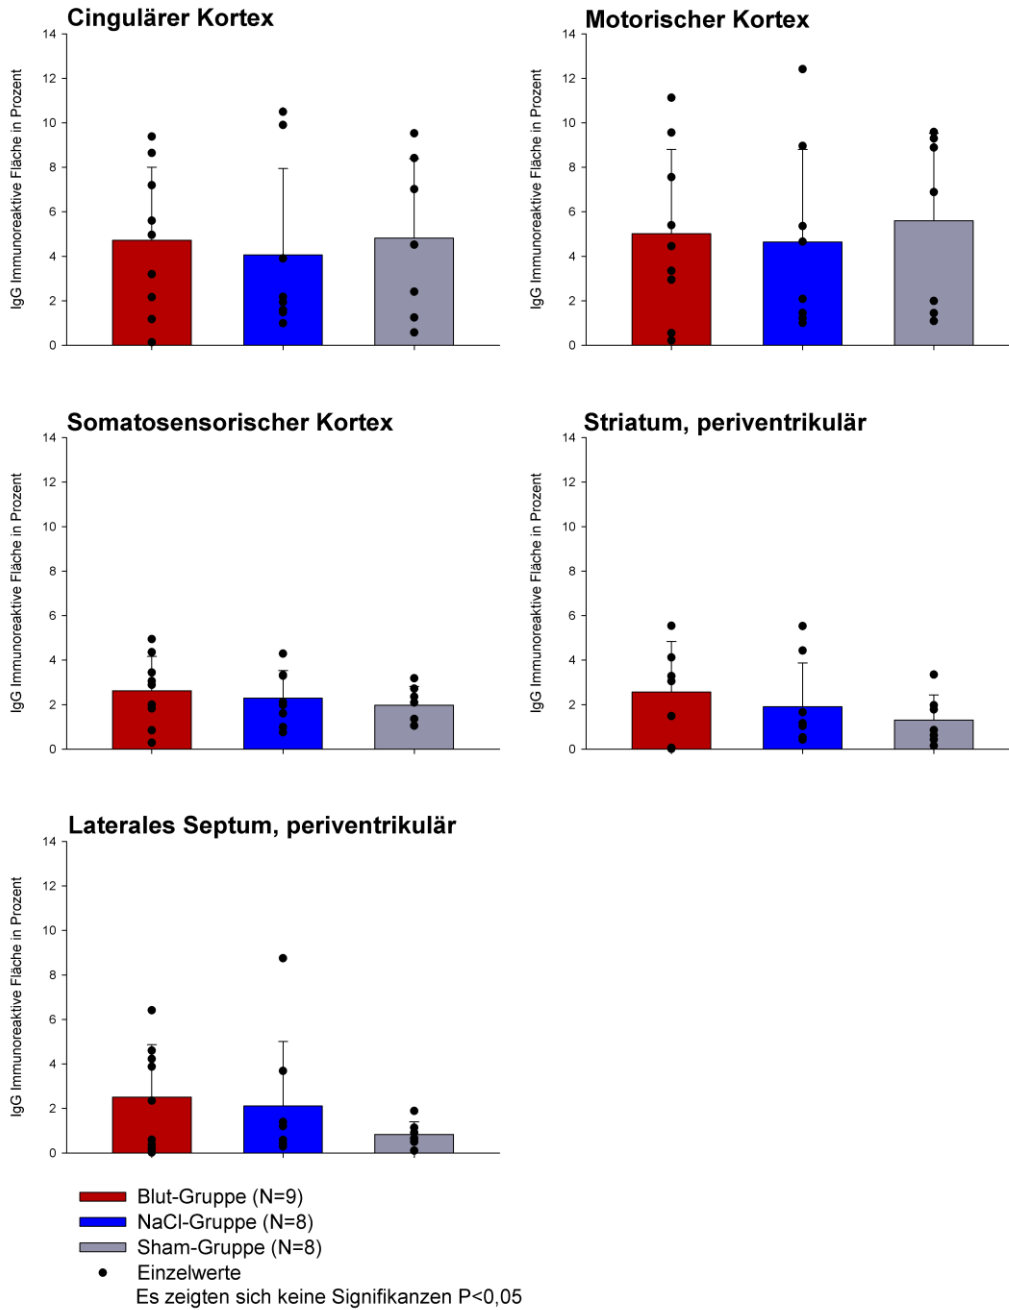 Cingulärer Kortex
IgG Immunoreaktive Fläche in Prozent
14
12
10
8
6
4
2
0
Motorischer Kortex
IgG Immunoreaktive Fläche in Prozent
14
12
10
8
6
4
2
0
Somatosensorischer Kortex
IgG Immunoreaktive Fläche in Prozent
14
12
10
8
6
4
2
0
Striatum, periventrikulär
IgG Immunoreaktive Fläche in Prozent
14
12
10
8
6
4
2
0
Laterales Septum, periventrikulär
IgG Immunoreaktive Fläche in Prozent
14
12
10
8
6
4
2
0
Blut-Gruppe (N=9)
NaCl-Gruppe (N=8)
Sham-Gruppe (N=8)
Einzelwerte
Es zeigten sich keine Signifikanzen P<0,05